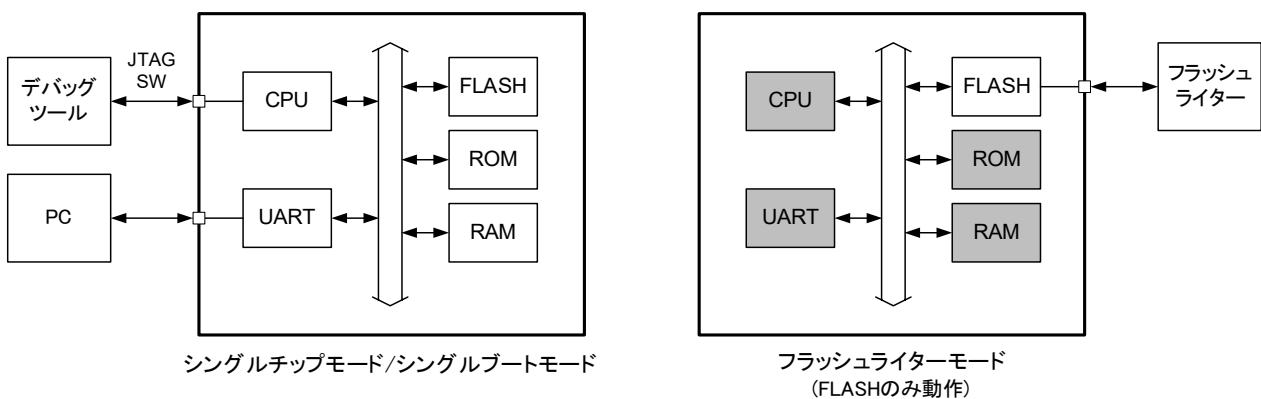 JTAG
SW
デバッグ
ツール
CPU
FLASH
ROM
PC
UART
RAM
シングルチップモード/シングルブートモード
CPU
FLASH
フラッシュ
ライター
ROM
UART
RAM
フラッシュライターモード
(FLASHのみ動作)